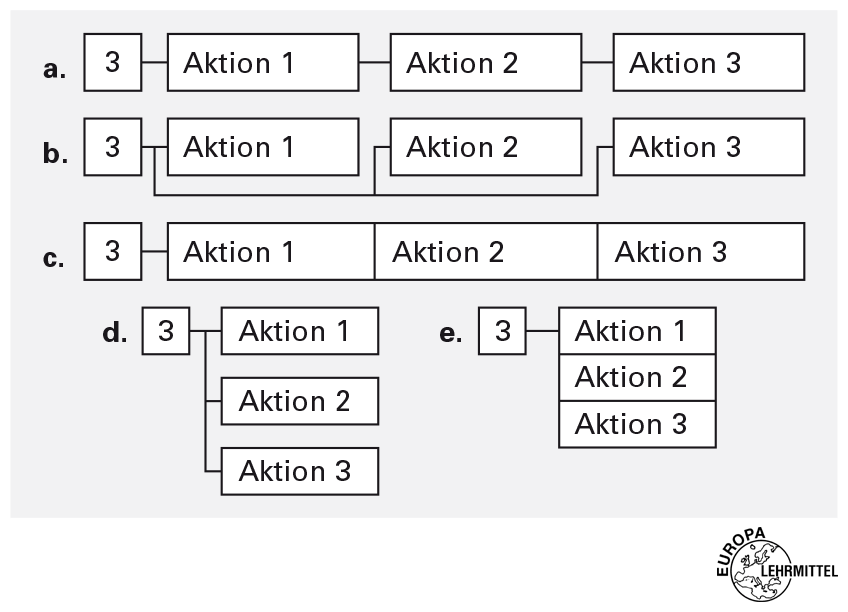 a. 3 Aktion 1 Aktion 2 Aktion 3
b. 3 Aktion 1 Aktion 2 Aktion 3
c. 3 Aktion 1 Aktion 2 Aktion 3
d. 3 Aktion 1
Aktion 2
Aktion 3
e. 3 Aktion 1
Aktion 2
Aktion 3
EUROPA
LEHRMITTEL